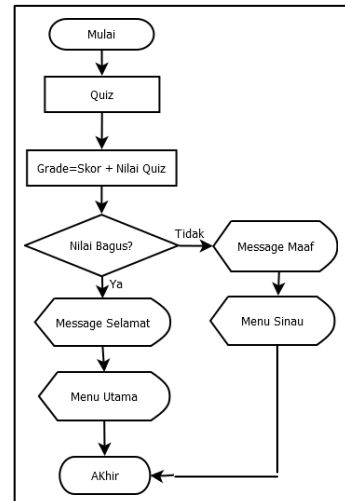 Mulai
Quiz
Grade=Skor + Nilai Quiz
Nilai Bagus?
Tidak
Message Maaf
Ya
Message Selamat
Menu Sinau
Menu Utama
AKhir